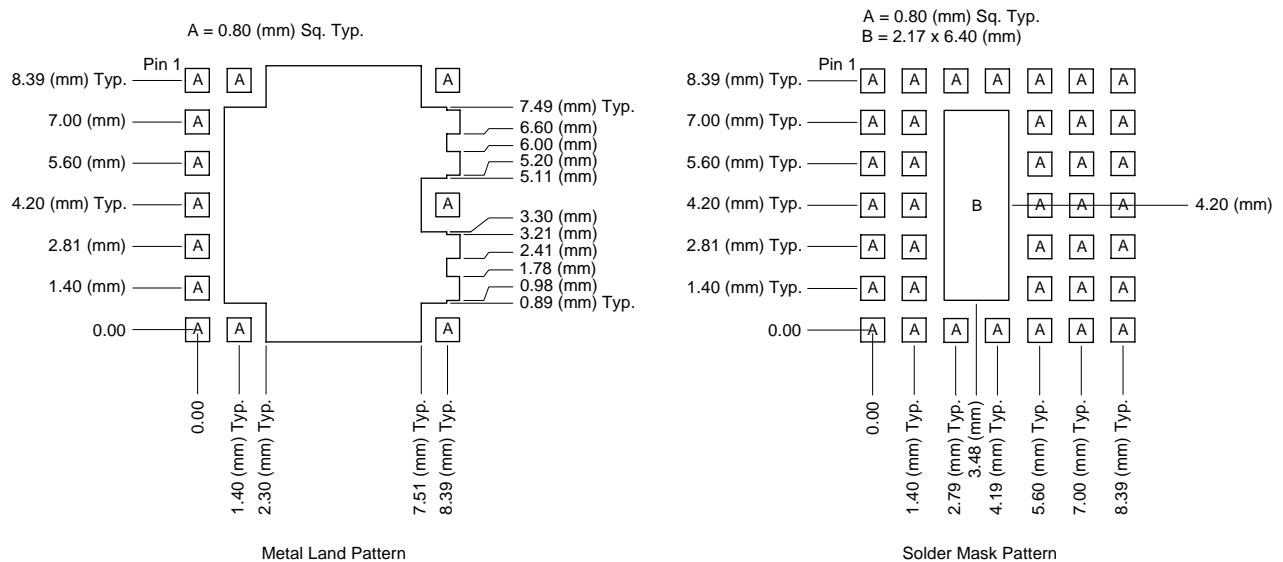 A = 0.80 (mm) Sq. Typ.
Pin 1
8.39 (mm) Typ.
A
A
A
7.49 (mm) Typ.
7.00 (mm)
A
6.60 (mm)
6.00 (mm)
5.60 (mm)
A
5.20 (mm)
5.11 (mm)
4.20 (mm) Typ.
A
A
3.30 (mm)
3.21 (mm)
2.81 (mm)
A
2.41 (mm)
1.78 (mm)
1.40 (mm)
A
0.98 (mm)
0.89 (mm) Typ.
0.00
A
A
A
0.00
1.40 (mm) Typ.
2.30 (mm) Typ.
7.51 (mm) Typ.
8.39 (mm) Typ.
Metal Land Pattern
A = 0.80 (mm) Sq. Typ.
B = 2.17 x 6.40 (mm)
Pin 1
8.39 (mm) Typ.
A A A A A A A
7.00 (mm) Typ.
A A A A A
5.60 (mm) Typ.
A A A A A
4.20 (mm) Typ.
A A B A A A
4.20 (mm)
2.81 (mm) Typ.
A A A A A
1.40 (mm) Typ.
A A A A A
0.00
A A A A A A A
0.00
1.40 (mm) Typ.
2.79 (mm) Typ.
3.48 (mm)
4.19 (mm) Typ.
5.60 (mm) Typ.
7.00 (mm) Typ.
8.39 (mm) Typ.
Solder Mask Pattern